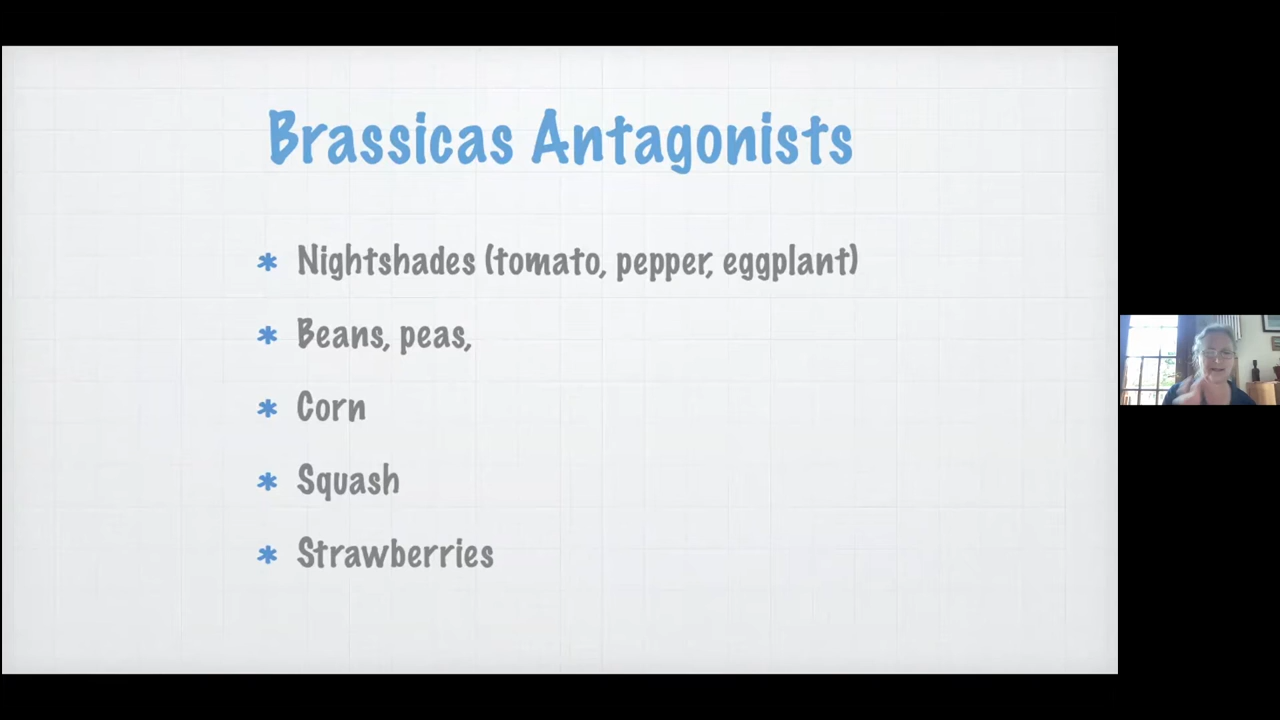 Brassicas Antagonists
* Nightshades (tomato, pepper, eggplant)
* Beans, peas,
* Corn
* Squash
* Strawberries